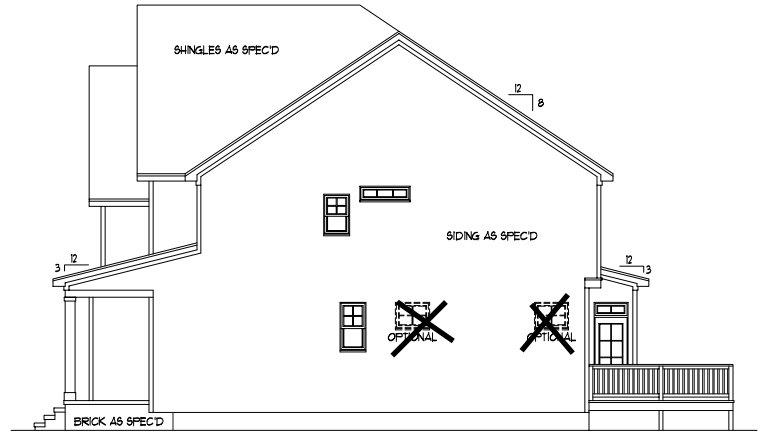 SHINGLES AS SPEC'D
12
8
SIDING AS SPEC'D
12
3
12
3
OPTIONAL
OPTIONAL
BRICK AS SPEC'D